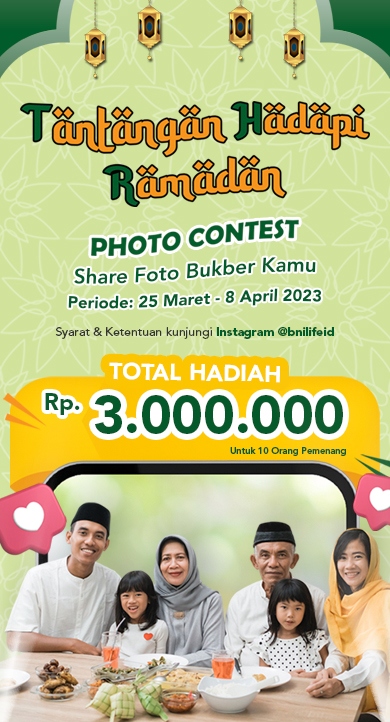 Tantangan Hadapi
Ramadan
PHOTO CONTEST
Share Foto Bukber Kamu
Periode: 25 Maret - 8 April 2023
Syarat & Ketentuan kunjungi Instagram @bnilifeid
TOTAL HADIAH
Rp. 3.000.000
Untuk 10 Orang Pemenang